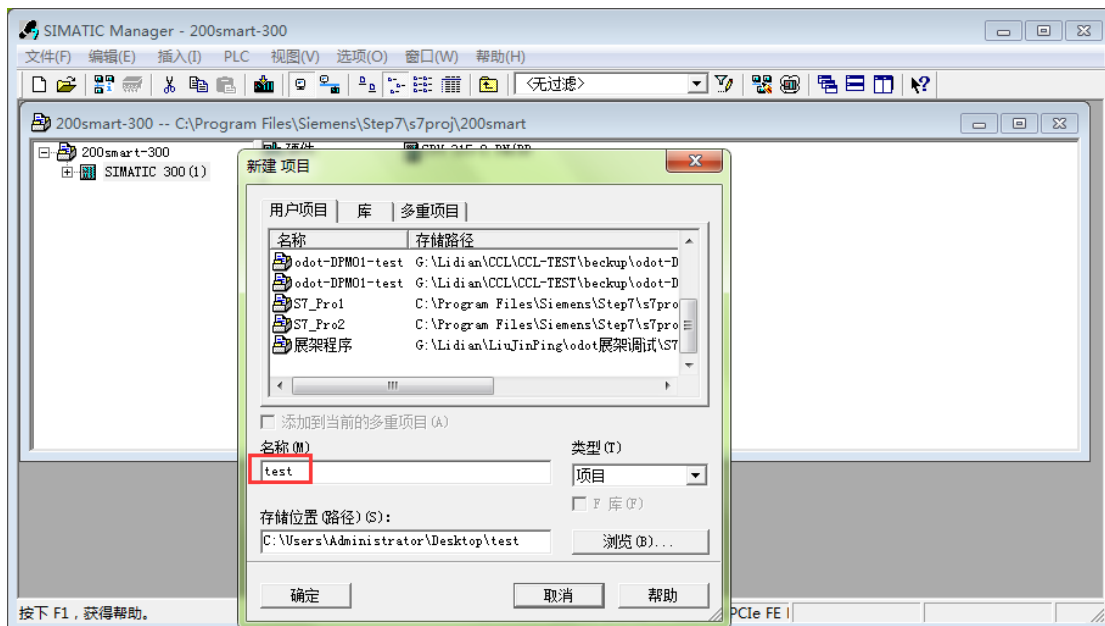 SIMATIC Manager - 200smart-300
文件(F) 编辑(E) 插入(I) PLC 视图(V) 选项(O) 窗口(W) 帮助(H)
<无过滤>
200smart-300 -- C:\Program Files\Siemens\Step7\s7proj\200smart
200smart-300
SIMATIC 300(1)
新建 项目
用户项目 库 多重项目
名称 存储路径
odot-DPM01-test G:\Lidian\CCL\CCL-TEST\beckup\odot-D
odot-DPM01-test G:\Lidian\CCL\CCL-TEST\beckup\odot-D
S7_Pro1 C:\Program Files\Siemens\Step7\s7pro
S7_Pro2 C:\Program Files\Siemens\Step7\s7pro
展架程序 G:\Lidian\LiuJinPing\odot展架调试\S7
添加到当前的多重项目(A)
名称(M) 类型(T)
test 项目
F 库(F)
存储位置(路径)(S):
C:\Users\Administrator\Desktop\test 浏览(B)...
确定 取消 帮助
按下 F1，获得帮助。 PCIe FE